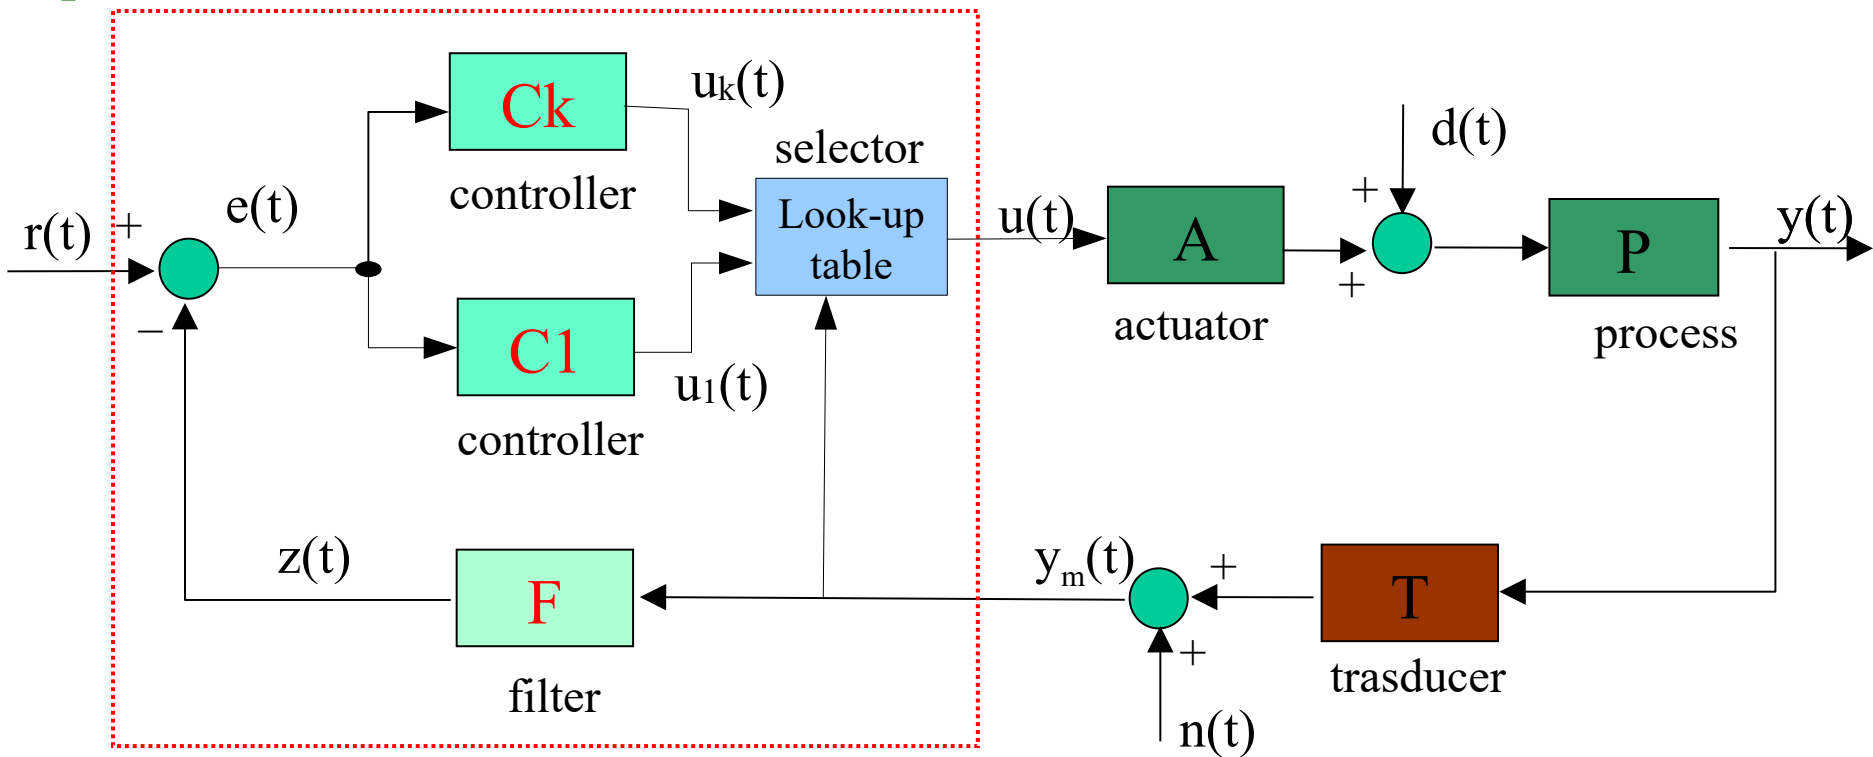 Ck
controller
uk(t)
selector
Look-up
table
d(t)
r(t)
+
e(t)
−
C1
controller
u1(t)
u(t)
A
actuator
+
+
P
process
y(t)
z(t)
F
filter
ym(t)
+
+
n(t)
T
trasducer